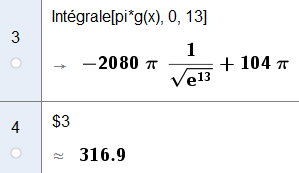 3
Intégrale[pi*g(x), 0, 13]
→ −2080 π 1/√e¹³ + 104 π
4
$3
≈ 316.9